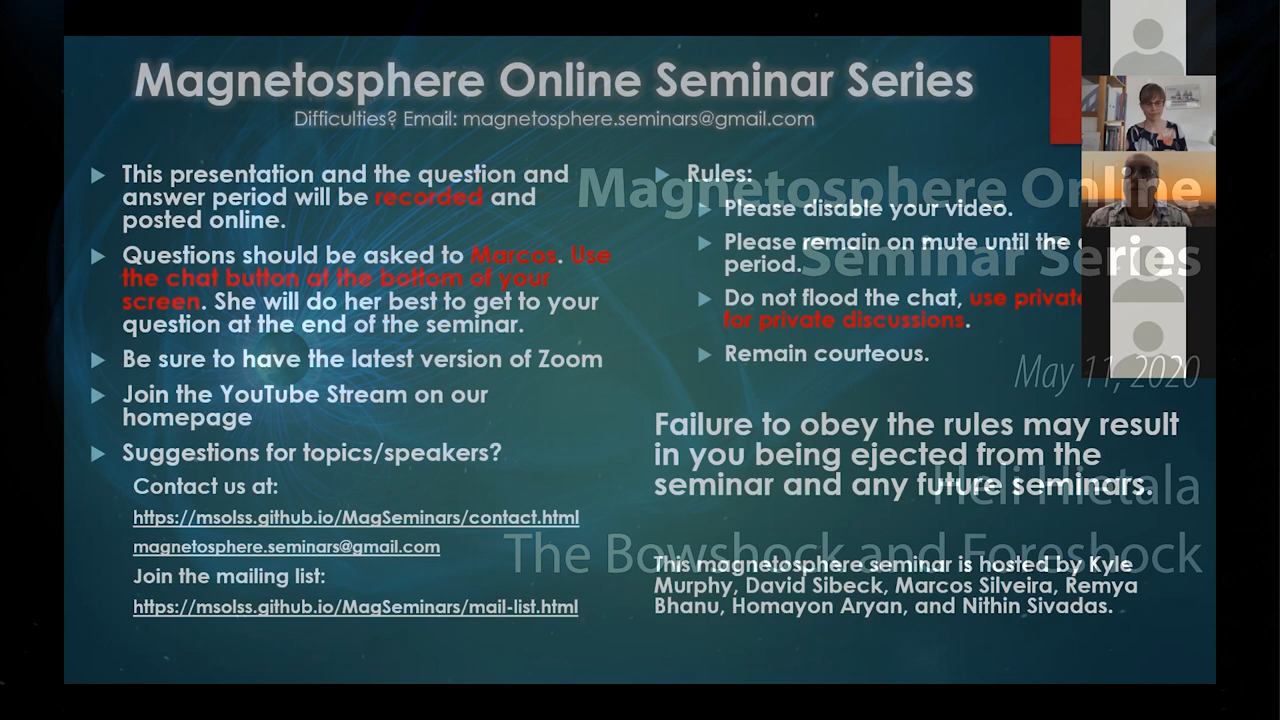 Magnetosphere Online Seminar Series
Difficulties? Email: magnetosphere.seminars@gmail.com
This presentation and the question and
answer period will be recorded and
posted online.
Questions should be asked to Marcos. Use
the chat button at the bottom of your
screen. She will do her best to get to your
question at the end of the seminar.
Be sure to have the latest version of Zoom
Join the YouTube Stream on our
homepage
Suggestions for topics/speakers?
Contact us at:
https://msolss.github.io/MagSeminars/contact.html
magnetosphere.seminars@gmail.com
Join the mailing list:
https://msolss.github.io/MagSeminars/mail-list.html
Rules:
Please disable your video.
Please remain on mute until the
period.
Do not flood the chat, use private
for private discussions.
Remain courteous.
Failure to obey the rules may result
in you being ejected from the
seminar and any future seminars.
This magnetosphere seminar is hosted by Kyle
Murphy, David Sibeck, Marcos Silveira, Remya
Bhanu, Homayon Aryan, and Nithin Sivadas.
Magnetosphere Online
Seminar Series
May 11, 2020
Heli Hietala
The Bowshock and Foreshock